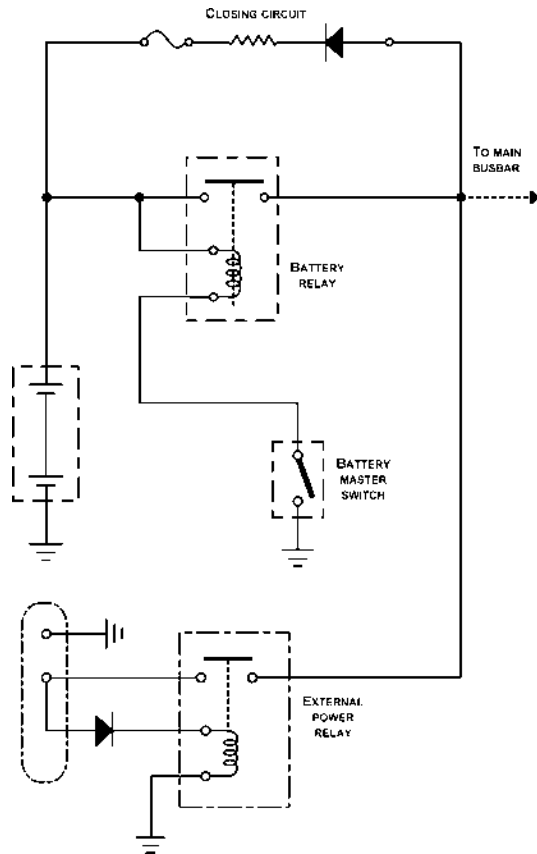 CLOSING CIRCUIT
TO MAIN
BUSBAR
BATTERY
RELAY
BATTERY
MASTER
SWITCH
EXTERNAL
POWER
RELAY